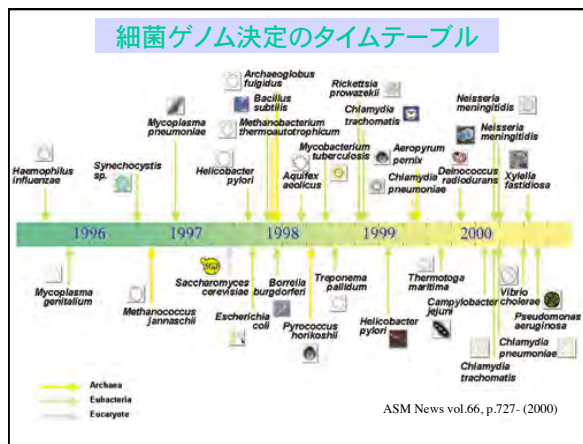 細菌ゲノム決定のタイムテーブル
Archaeoglobus
fulgidus
Bacillus
subtilis
Methanobacterium
thermoautotrophicum
Mycoplasma
pneumoniae
Synechocystis
sp.
Haemophilus
influenzae
Helicobacter
pylori
Aquifex
aeolicus
Mycobacterium
tuberculosis
Rickettsia
prowazekii
Chlamydia
trachomatis
Aeropyrum
pernix
Chlamydia
pneumoniae
Neisseria
meningitidis
Neisseria
meningitidis
Deinococcus
radiodurans
Xylella
fastidiosa
1996
1997
1998
1999
2000
Mycoplasma
genitalium
Methanococcus
jannaschii
SGD
Saccharomyces
cerevisiae
Escherichia
coli
Borrelia
burgdorferi
Pyrococcus
horikoshii
Treponema
pallidum
Helicobacter
pylori
Thermotoga
maritima
Campylobacter
jejuni
Vibrio
cholerae
Pseudomonas
aeruginosa
Chlamydia
pneumoniae
Chlamydia
trachomatis
Archaea
Eubacteria
Eucaryote
ASM News vol.66, p.727- (2000)